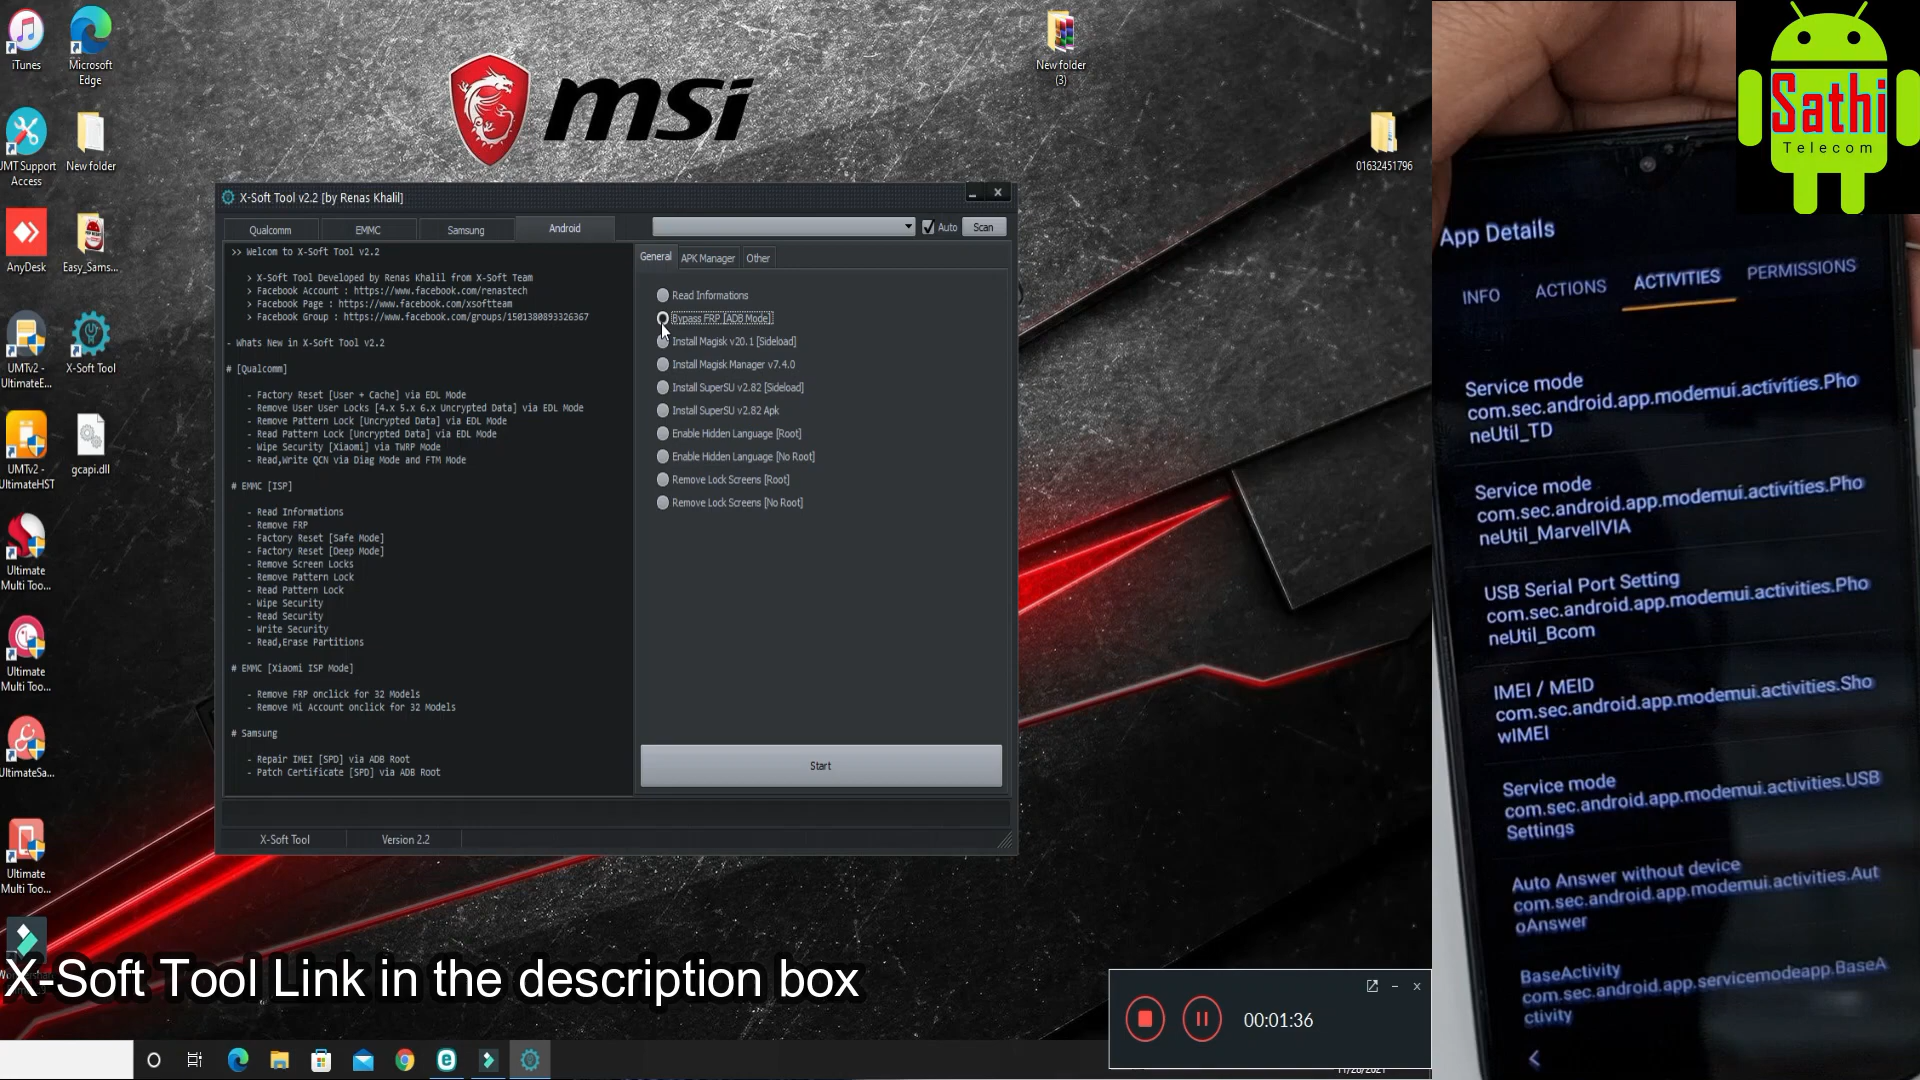 iTunes
Microsoft
Edge
UMT Support
Access
New folder
AnyDesk
Easy_Sams...
UMTv2 -
UltimateE...
X-Soft Tool
UMTv2 -
UltimateHST
gcapi.dll
Ultimate
Multi Too...
Ultimate
Multi Too...
UltimateSa...
Ultimate
Multi Too...
msi
New folder
(3)
01632451796
X-Soft Tool v2.2 [by Renas Khalil]
Qualcomm
EMMC
Samsung
Android
Auto
Scan
>> Welcom to X-Soft Tool v2.2
> X-Soft Tool Developed by Renas Khalil from X-Soft Team
> Facebook Account : https://www.facebook.com/renastech
> Facebook Page : https://www.facebook.com/xsoftteam
> Facebook Group : https://www.facebook.com/groups/1501380893326367
- Whats New in X-Soft Tool v2.2
# [Qualcomm]
- Factory Reset [User + Cache] via EDL Mode
- Remove User User Locks [4.x 5.x 6.x Uncrypted Data] via EDL Mode
- Remove Pattern Lock [Uncrypted Data] via EDL Mode
- Read Pattern Lock [Uncrypted Data] via EDL Mode
- Wipe Security [Xiaomi] via TWRP Mode
- Read,Write QCN via Diag Mode and FTM Mode
# EMMC [ISP]
- Read Informations
- Remove FRP
- Factory Reset [Safe Mode]
- Factory Reset [Deep Mode]
- Remove Screen Locks
- Remove Pattern Lock
- Read Pattern Lock
- Wipe Security
- Read Security
- Write Security
- Read,Erase Partitions
# EMMC [Xiaomi ISP Mode]
- Remove FRP onclick for 32 Models
- Remove Mi Account onclick for 32 Models
# Samsung
- Repair IMEI [SPD] via ADB Root
- Patch Certificate [SPD] via ADB Root
General
APK Manager
Other
Read Informations
Bypass FRP [ADB Mode]
Install Magisk v20.1 [Sideload]
Install Magisk Manager v7.4.0
Install SuperSU v2.82 [Sideload]
Install SuperSU v2.82 Apk
Enable Hidden Language [Root]
Enable Hidden Language [No Root]
Remove Lock Screens [Root]
Remove Lock Screens [No Root]
Start
X-Soft Tool
Version 2.2
X-Soft Tool Link in the description box
00:01:36
11/28/2021
Sathi
Telecom
App Details
INFO
ACTIONS
ACTIVITIES
PERMISSIONS
Service mode
com.sec.android.app.modemui.activities.Pho
neUtil_TD
Service mode
com.sec.android.app.modemui.activities.Pho
neUtil_MarvellVIA
USB Serial Port Setting
com.sec.android.app.modemui.activities.Pho
neUtil_Bcom
IMEI / MEID
com.sec.android.app.modemui.activities.Sho
wIMEI
Service mode
com.sec.android.app.modemui.activities.USB
Settings
Auto Answer without device
com.sec.android.app.modemui.activities.Aut
oAnswer
BaseActivity
com.sec.android.app.servicemodeapp.BaseA
ctivity